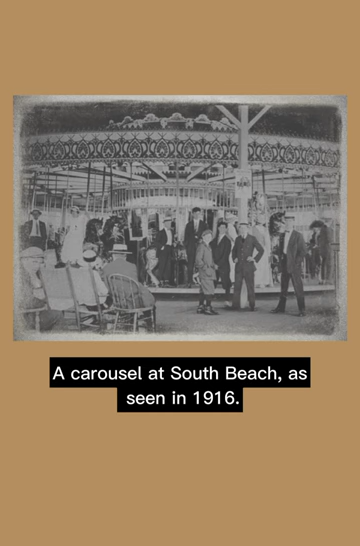 A carousel at South Beach, as
seen in 1916.